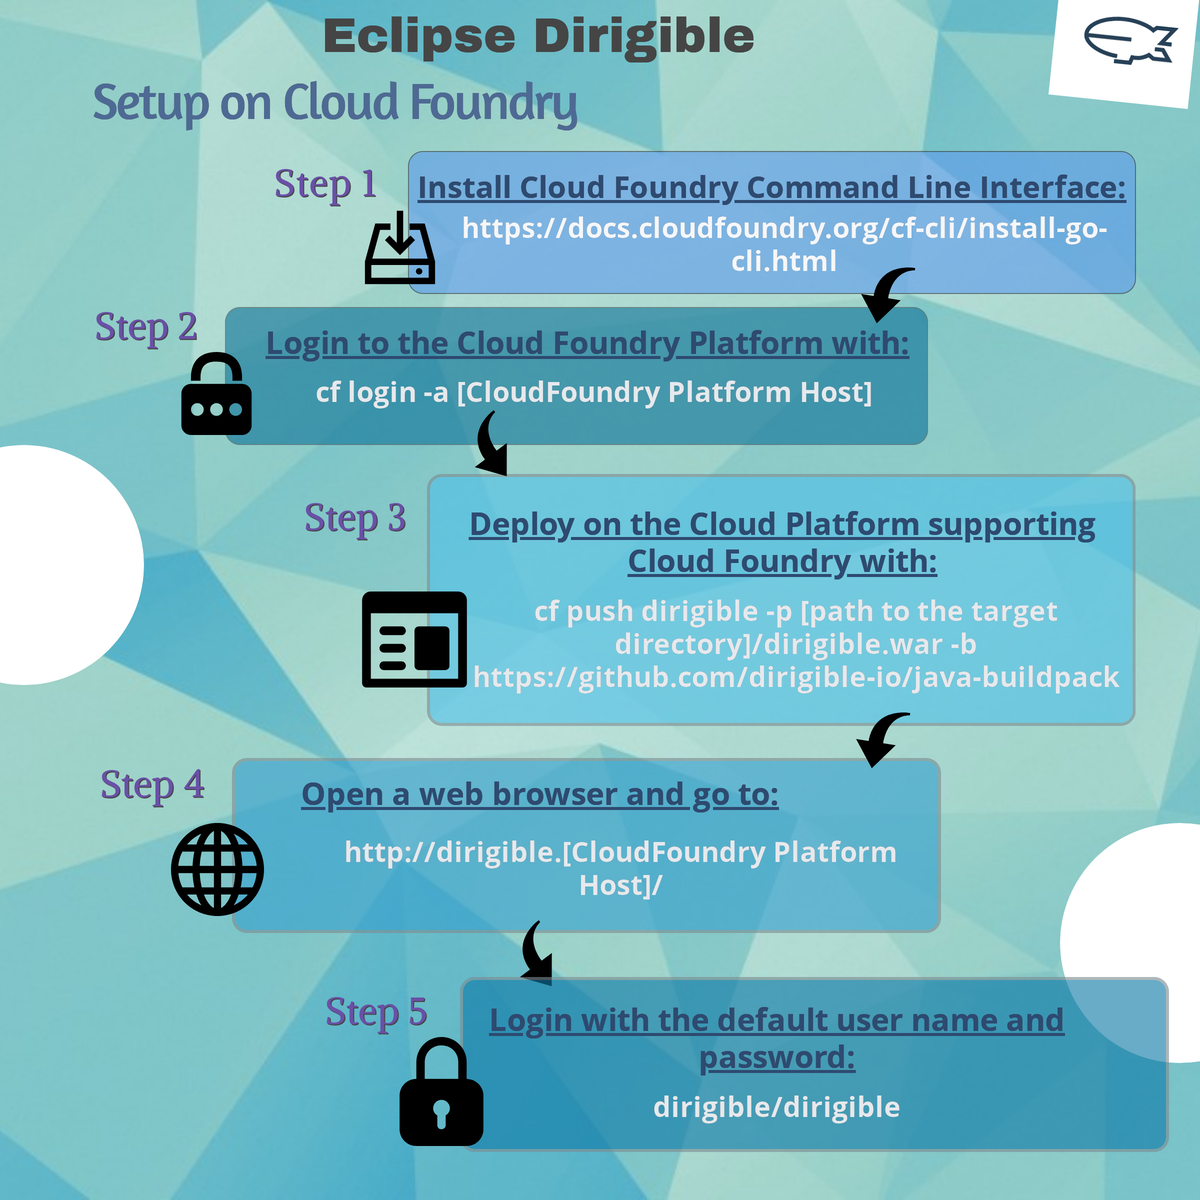 Eclipse Dirigible
Setup on Cloud Foundry
Step 1
Install Cloud Foundry Command Line Interface:
https://docs.cloudfoundry.org/cf-cli/install-go-
cli.html
Step 2
Login to the Cloud Foundry Platform with:
cf login -a [CloudFoundry Platform Host]
Step 3
Deploy on the Cloud Platform supporting
Cloud Foundry with:
cf push dirigible -p [path to the target
directory]/dirigible.war -b
https://github.com/dirigible-io/java-buildpack
Step 4
Open a web browser and go to:
http://dirigible.[CloudFoundry Platform
Host]/
Step 5
Login with the default user name and
password:
dirigible/dirigible